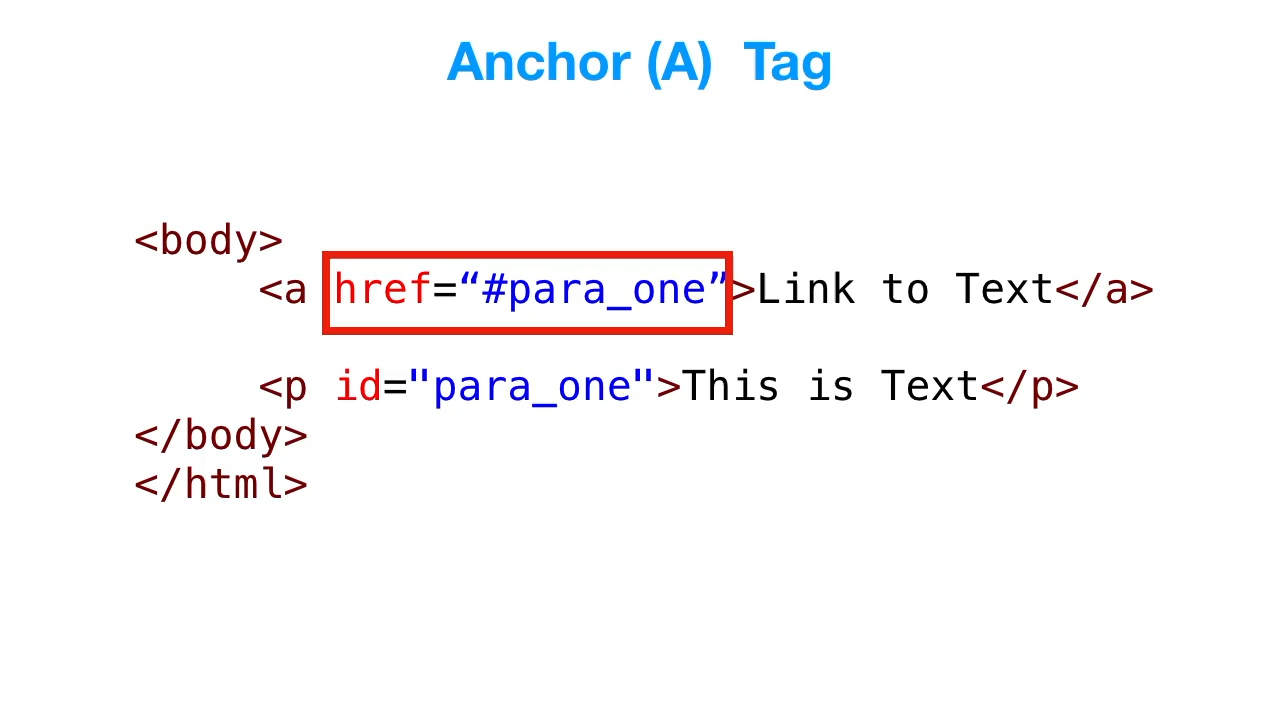 Anchor (A) Tag
<body>
<a href=“#para_one”>Link to Text</a>
<p id="para_one">This is Text</p>
</body>
</html>